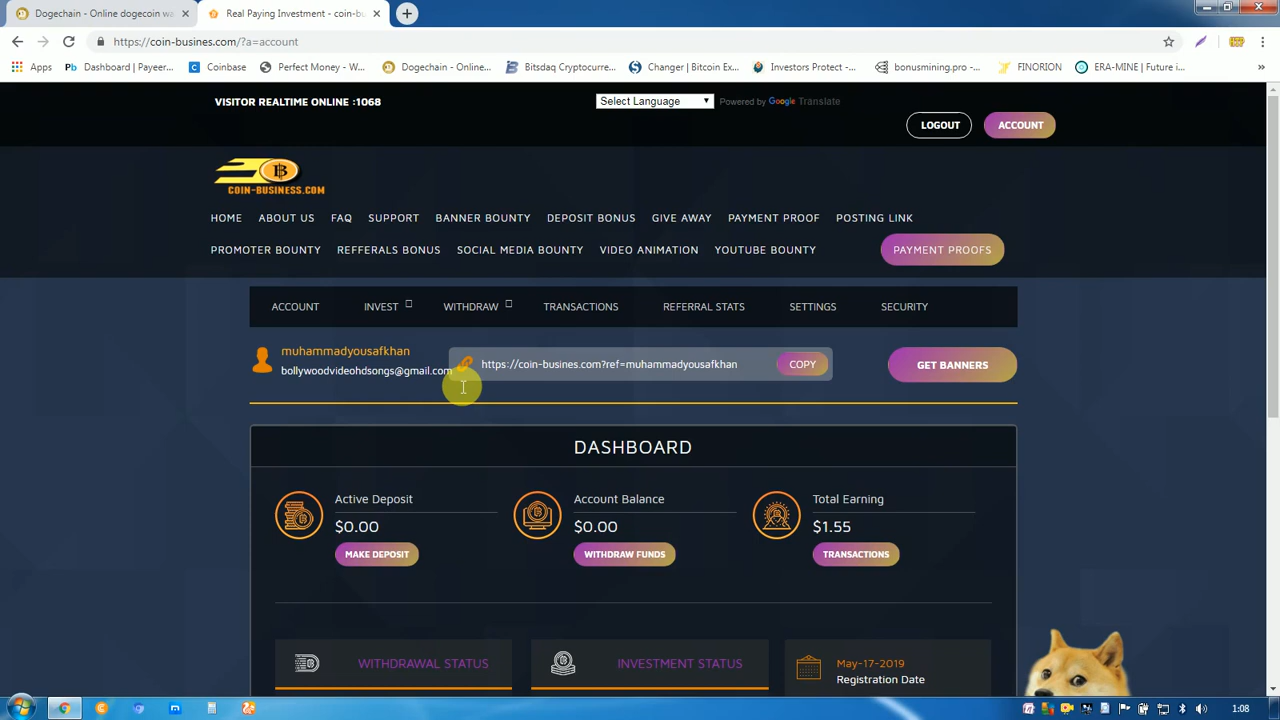 Dogechain - Online dogecoin wa
Real Paying Investment - coin-bu
https://coin-busines.com/?a=account
Apps
Pb Dashboard | Payeer...
Coinbase
Perfect Money - W...
Dogechain - Online...
Bitsdaq Cryptocurre...
Changer | Bitcoin Ex...
Investors Protect -...
bonusmining.pro -...
FINORION
ERA-MINE | Future i...
»
VISITOR REALTIME ONLINE :1068
Select Language
Powered by Google Translate
LOGOUT
ACCOUNT
COIN-BUSINESS.COM
HOME ABOUT US FAQ SUPPORT BANNER BOUNTY DEPOSIT BONUS GIVE AWAY PAYMENT PROOF POSTING LINK
PROMOTER BOUNTY REFFERALS BONUS SOCIAL MEDIA BOUNTY VIDEO ANIMATION YOUTUBE BOUNTY
PAYMENT PROOFS
ACCOUNT INVEST WITHDRAW TRANSACTIONS REFERRAL STATS SETTINGS SECURITY
muhammadyousafkhan
bollywoodvideohdsongs@gmail.com
https://coin-busines.com?ref=muhammadyousafkhan
COPY
GET BANNERS
DASHBOARD
Active Deposit
$0.00
MAKE DEPOSIT
Account Balance
$0.00
WITHDRAW FUNDS
Total Earning
$1.55
TRANSACTIONS
WITHDRAWAL STATUS
INVESTMENT STATUS
May-17-2019
Registration Date
1:08